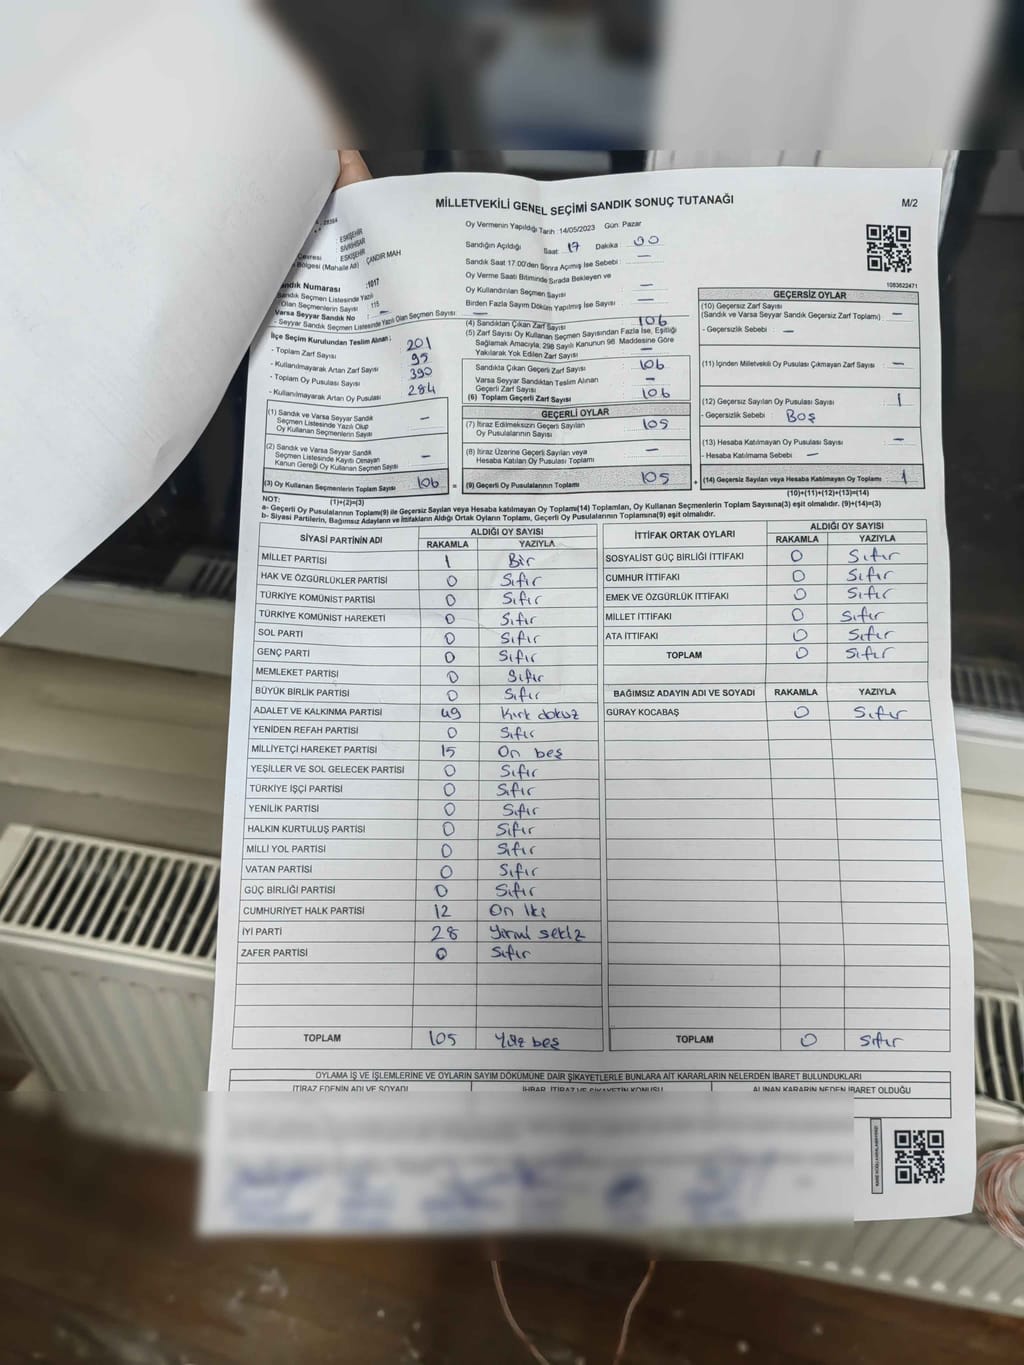 MİLLETVEKİLİ GENEL SEÇİMİ SANDIK SONUÇ TUTANAĞI
M/2
ESKİŞEHİR
SİVRİHİSAR
ESKİŞEHİR
Bölgesi (Mahalle Adı) : ÇANDIR MAH
Sandık Numarası :1017
Sandık Seçmen Listesinde Yazılı
Olan Seçmenlerin Sayısı : 115
Varsa Seyyar Sandık No : —
- Seyyar Sandık Seçmen Listesinde Yazılı Olan Seçmen Sayısı: —
İlçe Seçim Kurulundan Teslim Alınan;
- Toplam Zarf Sayısı 201
- Kullanılmayarak Artan Zarf Sayısı 95
- Toplam Oy Pusulası Sayısı 390
- Kullanılmayarak Artan Oy Pusulası 284
(1) Sandık ve Varsa Seyyar Sandık
Seçmen Listesinde Yazılı Olup
Oy Kullanan Seçmenlerin Sayısı —
(2) Sandık ve Varsa Seyyar Sandık
Seçmen Listesinde Kayıtlı Olmayan
Kanun Gereği Oy Kullanan Seçmen Sayısı —
(3) Oy Kullanan Seçmenlerin Toplam Sayısı 106 =
(1)+(2)=(3)
Oy Vermenin Yapıldığı Tarih : 14/05/2023 Gün: Pazar
Sandığın Açıldığı Saat: 17 Dakika 00
Sandık Saat 17.00'den Sonra Açılmış İse Sebebi : —
Oy Verme Saati Bitiminde Sırada Bekleyen ve
Oy Kullandırılan Seçmen Sayısı —
Birden Fazla Sayım Döküm Yapılmış İse Sayısı : —
(4) Sandıktan Çıkan Zarf Sayısı 106
(5) Zarf Sayısı Oy Kullanan Seçmen Sayısından Fazla İse, Eşitliği
Sağlamak Amacıyla, 298 Sayılı Kanunun 98. Maddesine Göre
Yakılarak Yok Edilen Zarf Sayısı —
Sandıkta Çıkan Geçerli Zarf Sayısı 106
Varsa Seyyar Sandıktan Teslim Alınan
Geçerli Zarf Sayısı —
(6) Toplam Geçerli Zarf Sayısı 106
GEÇERLİ OYLAR
(7) İtiraz Edilmeksizin Geçerli Sayılan
Oy Pusulalarının Sayısı 105
(8) İtiraz Üzerine Geçerli Sayılan veya
Hesaba Katılan Oy Pusulası Toplamı —
(9) Geçerli Oy Pusulalarının Toplamı 105 +
1083622471
GEÇERSİZ OYLAR
(10) Geçersiz Zarf Sayısı
(Sandık ve Varsa Seyyar Sandık Geçersiz Zarf Toplamı) : —
- Geçersizlik Sebebi : —
(11) İçinden Milletvekili Oy Pusulası Çıkmayan Zarf Sayısı : —
(12) Geçersiz Sayılan Oy Pusulası Sayısı : 1
- Geçersizlik Sebebi : BOŞ
(13) Hesaba Katılmayan Oy Pusulası Sayısı : —
- Hesaba Katılmama Sebebi : —
(14) Geçersiz Sayılan veya Hesaba Katılmayan Oy Toplamı : 1
(10)+(11)+(12)+(13)=(14)
NOT:
a- Geçerli Oy Pusulalarının Toplamı(9) ile Geçersiz Sayılan veya Hesaba katılmayan Oy Toplamı(14) Toplamları, Oy Kullanan Seçmenlerin Toplam Sayısına(3) eşit olmalıdır. (9)+(14)=(3)
b- Siyasi Partilerin, Bağımsız Adayların ve İttifakların Aldığı Ortak Oyların Toplamı, Geçerli Oy Pusulalarının Toplamına(9) eşit olmalıdır.
SİYASİ PARTİNİN ADI ALDIĞI OY SAYISI
RAKAMLA YAZIYLA
MİLLET PARTİSİ 1 Bir
HAK VE ÖZGÜRLÜKLER PARTİSİ 0 Sıfır
TÜRKİYE KOMÜNİST PARTİSİ 0 Sıfır
TÜRKİYE KOMÜNİST HAREKETİ 0 Sıfır
SOL PARTİ 0 Sıfır
GENÇ PARTİ 0 Sıfır
MEMLEKET PARTİSİ 0 Sıfır
BÜYÜK BİRLİK PARTİSİ 0 Sıfır
ADALET VE KALKINMA PARTİSİ 49 Kırk dokuz
YENİDEN REFAH PARTİSİ 0 Sıfır
MİLLİYETÇİ HAREKET PARTİSİ 15 On beş
YEŞİLLER VE SOL GELECEK PARTİSİ 0 Sıfır
TÜRKİYE İŞÇİ PARTİSİ 0 Sıfır
YENİLİK PARTİSİ 0 Sıfır
HALKIN KURTULUŞ PARTİSİ 0 Sıfır
MİLLİ YOL PARTİSİ 0 Sıfır
VATAN PARTİSİ 0 Sıfır
GÜÇ BİRLİĞİ PARTİSİ 0 Sıfır
CUMHURİYET HALK PARTİSİ 12 On iki
İYİ PARTİ 28 Yirmi sekiz
ZAFER PARTİSİ 0 Sıfır
TOPLAM 105 Yüz beş
İTTİFAK ORTAK OYLARI ALDIĞI OY SAYISI
RAKAMLA YAZIYLA
SOSYALİST GÜÇ BİRLİĞİ İTTİFAKI 0 Sıfır
CUMHUR İTTİFAKI 0 Sıfır
EMEK VE ÖZGÜRLÜK İTTİFAKI 0 Sıfır
MİLLET İTTİFAKI 0 Sıfır
ATA İTTİFAKI 0 Sıfır
TOPLAM 0 Sıfır
BAĞIMSIZ ADAYIN ADI VE SOYADI RAKAMLA YAZIYLA
GÜRAY KOCABAŞ 0 Sıfır
TOPLAM 0 Sıfır
OYLAMA İŞ VE İŞLEMLERİNE VE OYLARIN SAYIM DÖKÜMÜNE DAİR ŞİKAYETLERLE BUNLARA AİT KARARLARIN NELERDEN İBARET BULUNDUKLARI
İTİRAZ EDENİN ADI VE SOYADI İHBAR, İTİRAZ VE ŞİKAYETİN KONUSU ALINAN KARARIN NEDEN İBARET OLDUĞU